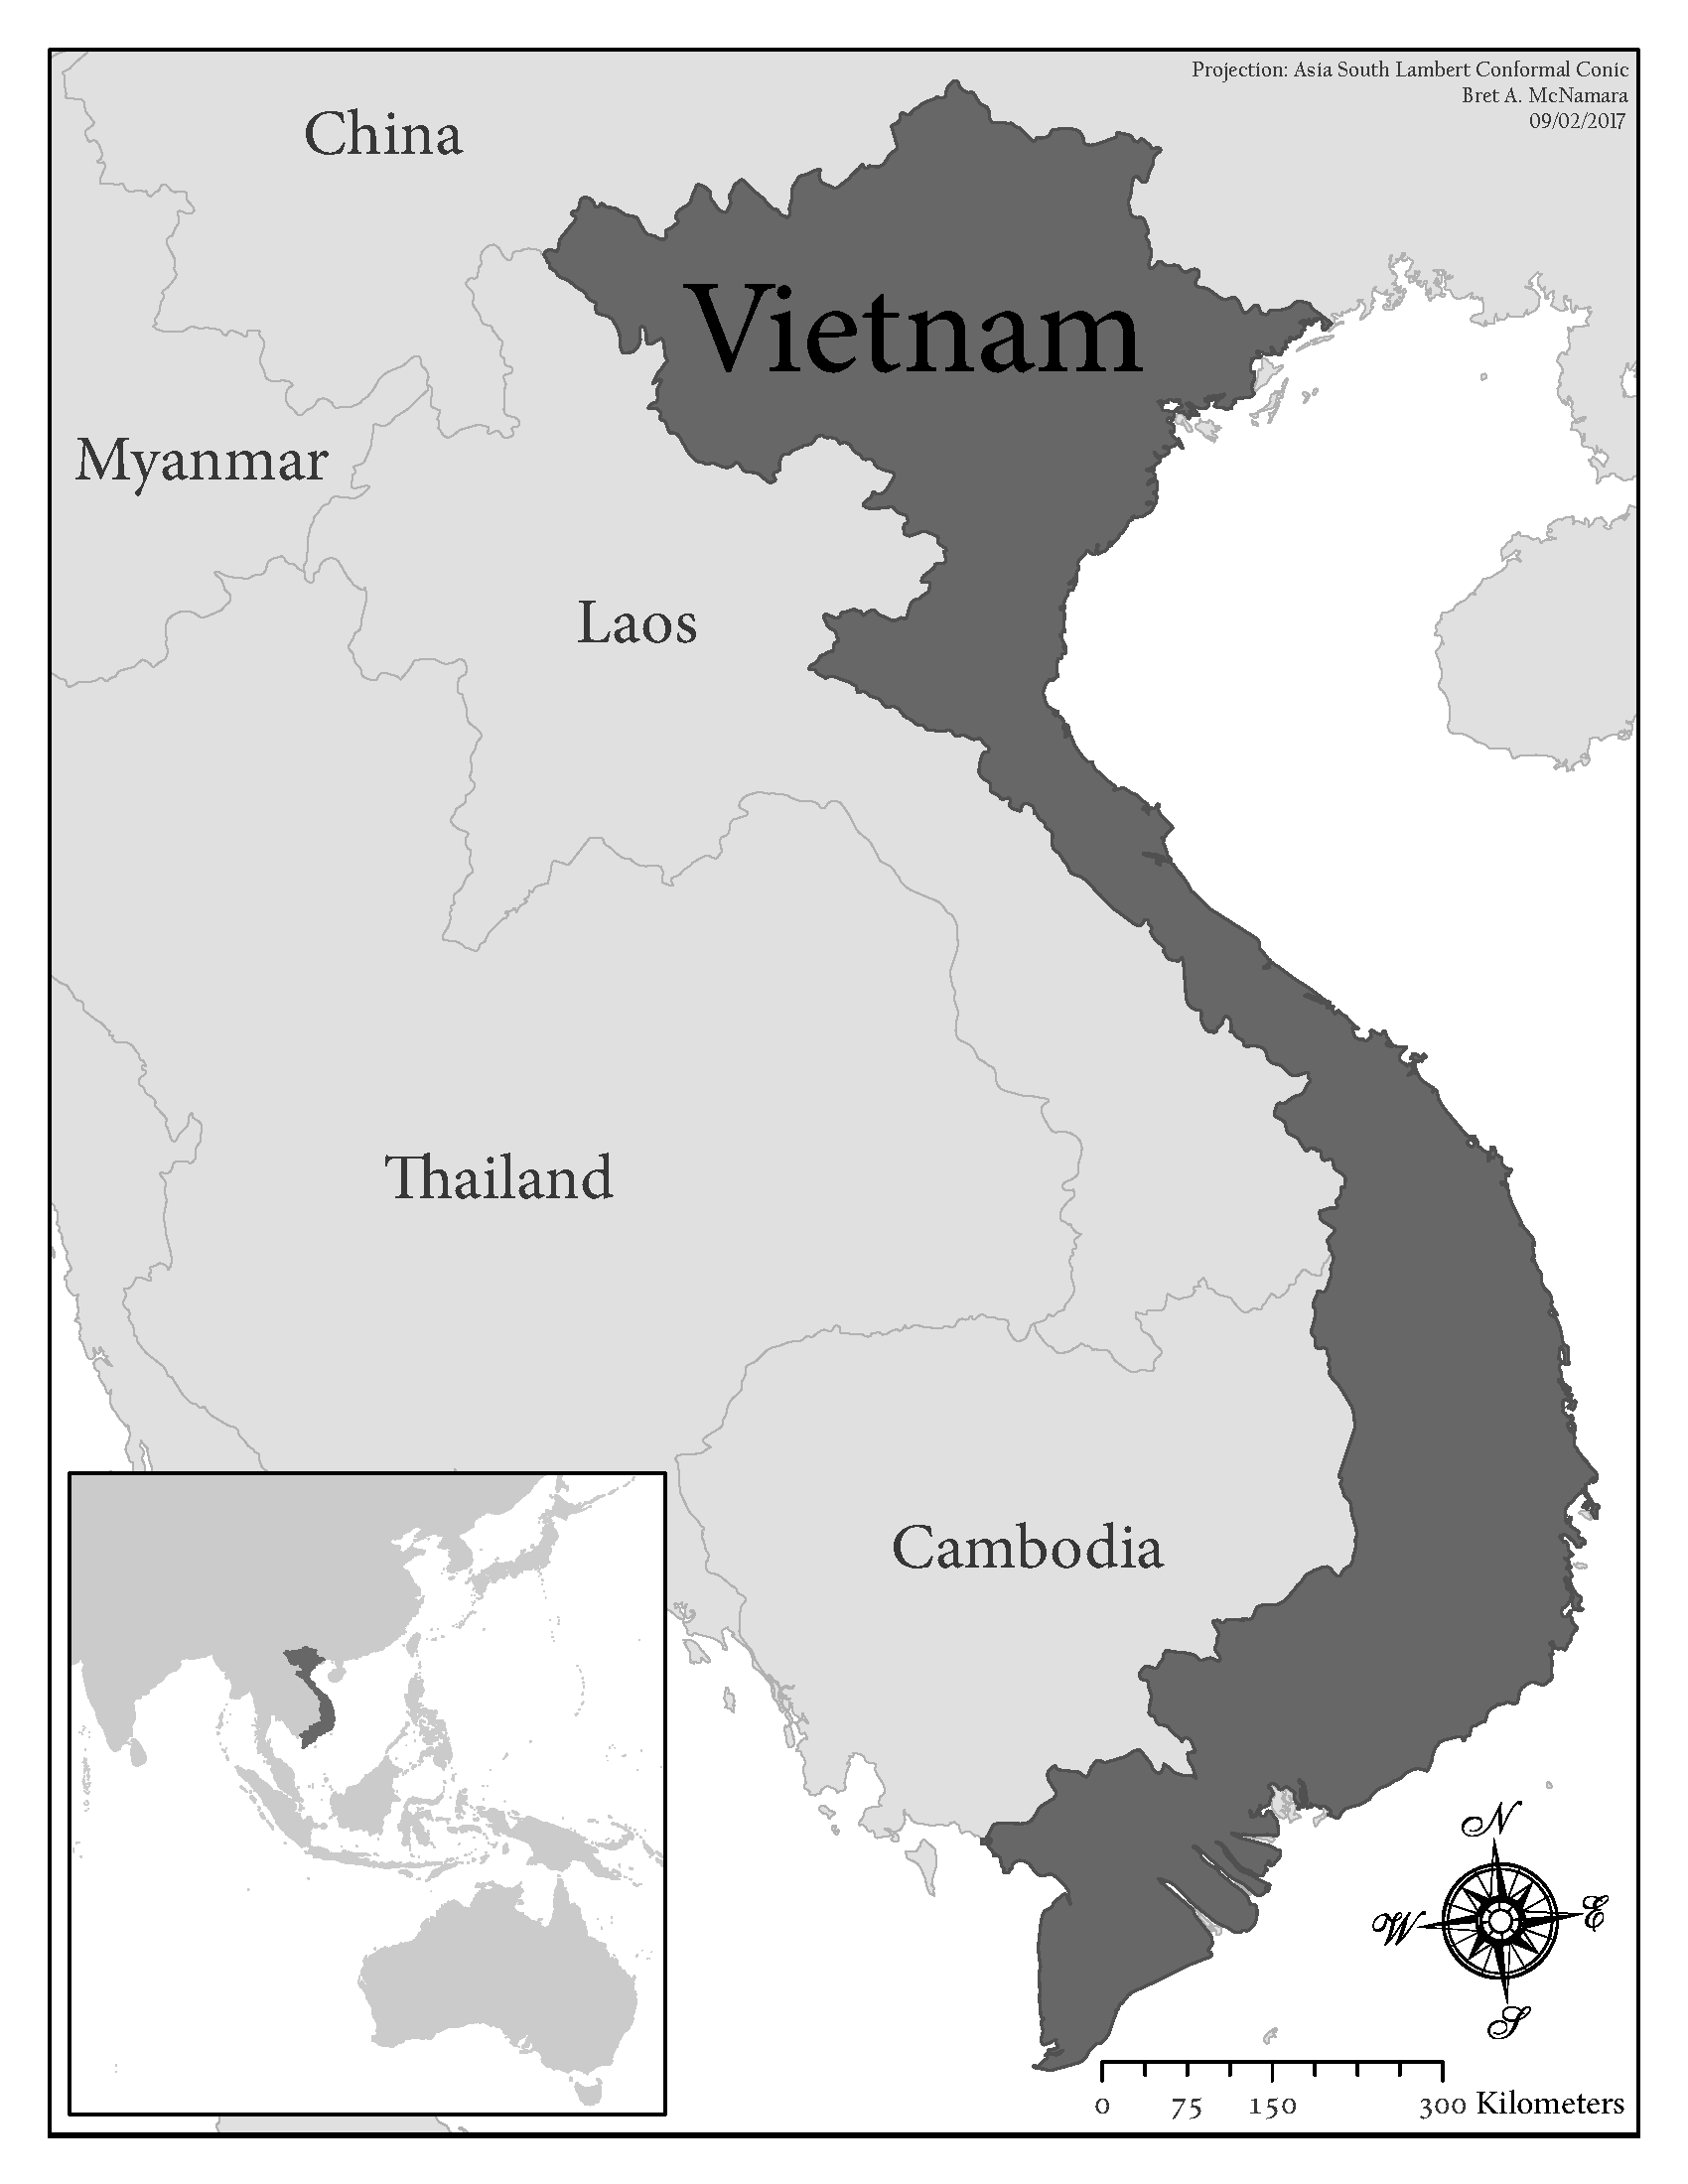 Projection: Asia South Lambert Conformal Conic
Bret A. McNamara
09/02/2017
China
Vietnam
Myanmar
Laos
Thailand
Cambodia
N
W E
S
0 75 150 300 Kilometers